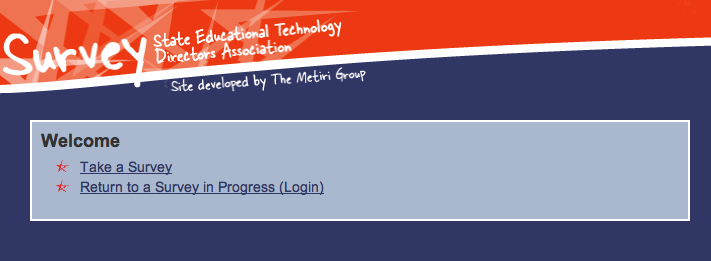 Survey
State Educational Technology
Directors Association
Site developed by The Metiri Group
Welcome
Take a Survey
Return to a Survey in Progress (Login)